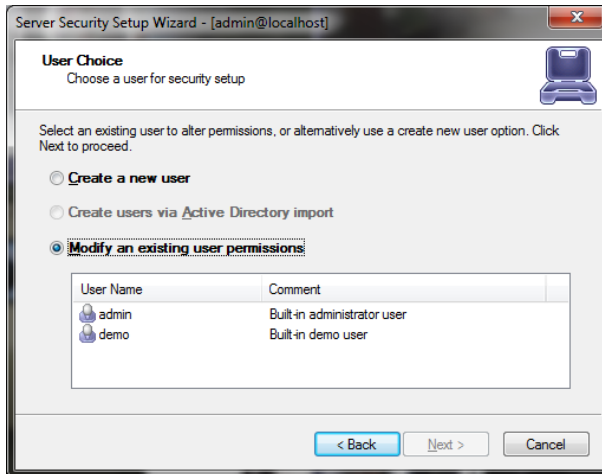 Server Security Setup Wizard - [admin@localhost]
User Choice
Choose a user for security setup
Select an existing user to alter permissions, or alternatively use a create new user option. Click
Next to proceed.
Create a new user
Create users via Active Directory import
Modify an existing user permissions
User Name Comment
admin Built-in administrator user
demo Built-in demo user
< Back Next > Cancel